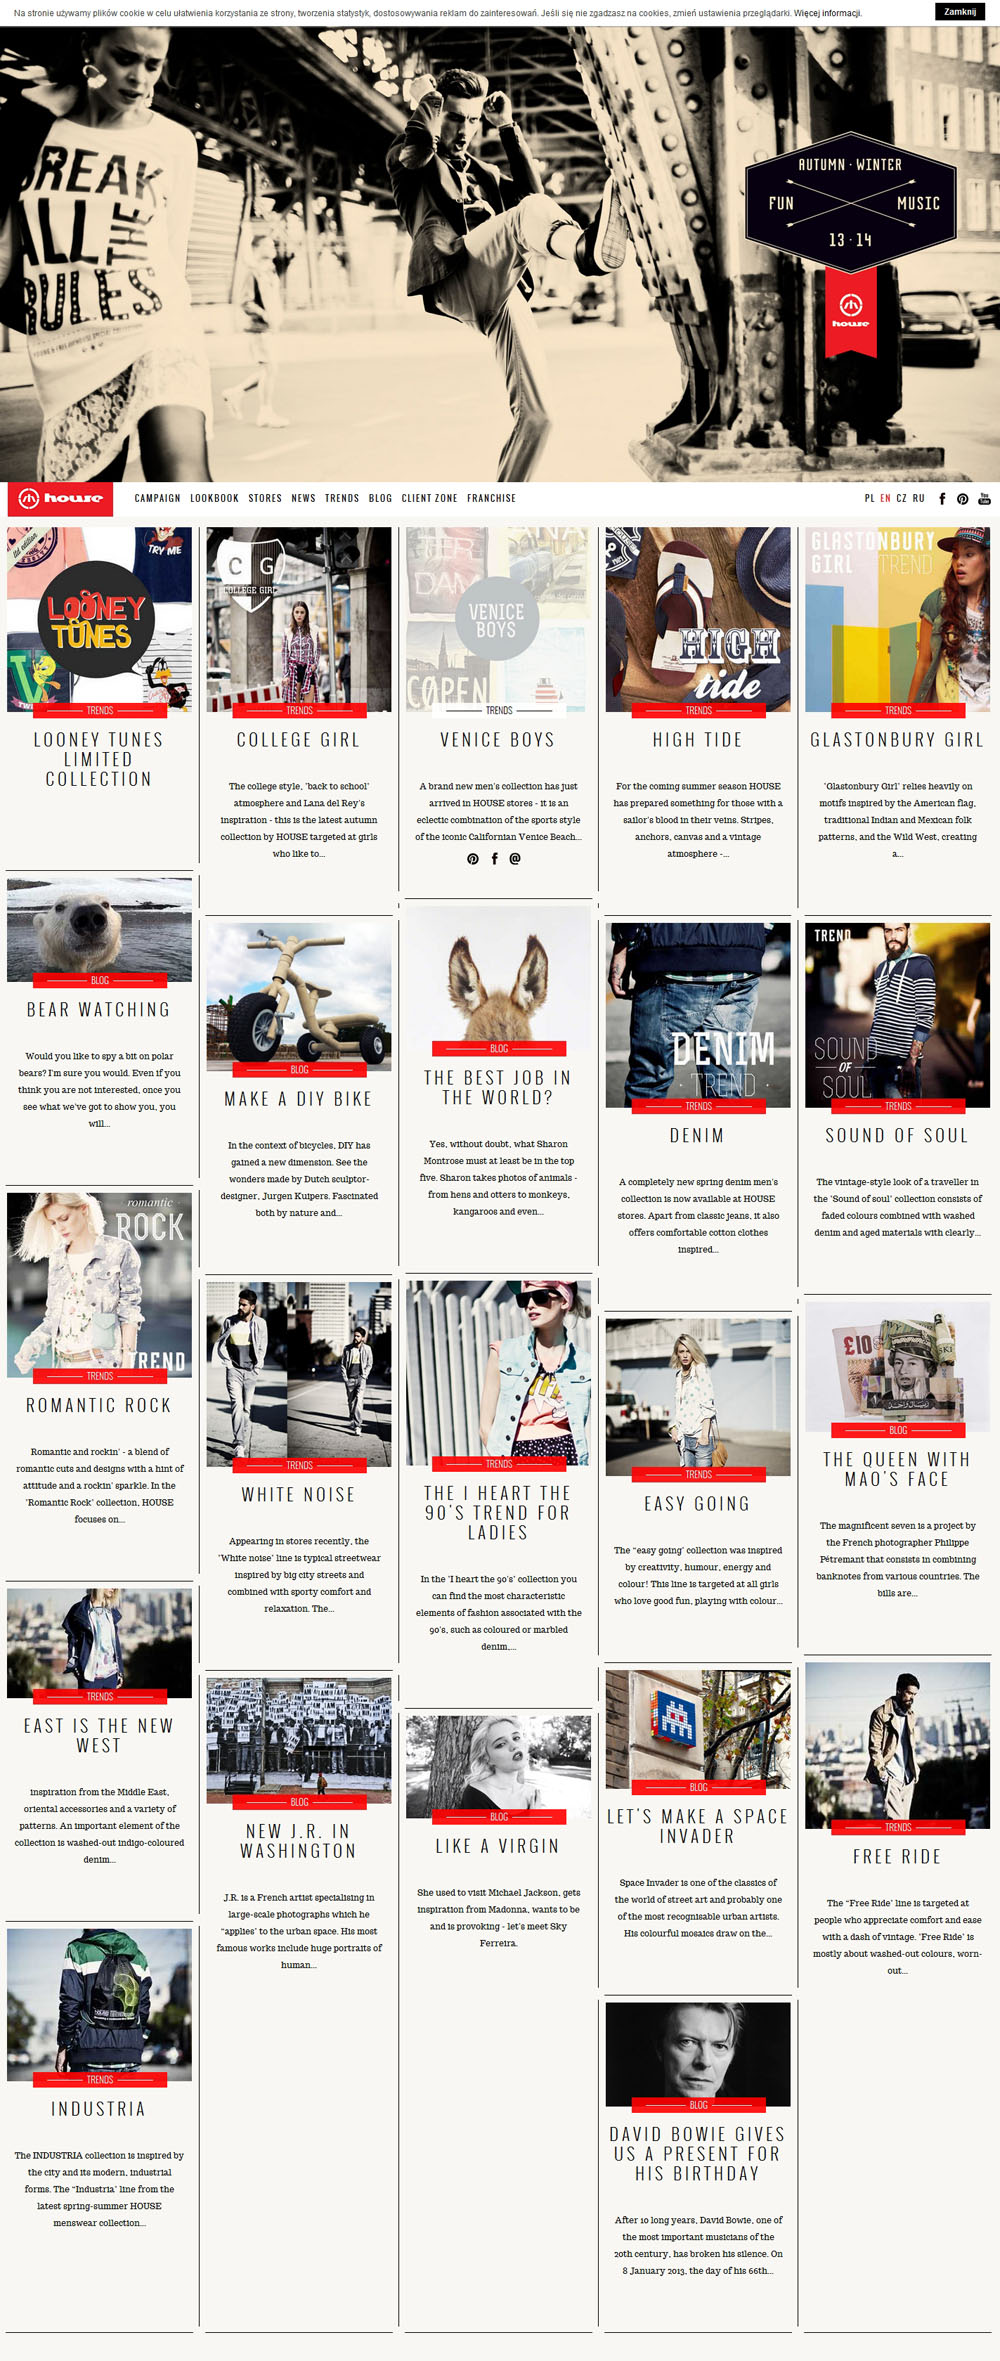 Na stronie używamy plików cookie w celu ułatwienia korzystania ze strony, tworzenia statystyk, dostosowywania reklam do zainteresowań. Jeśli się nie zgadzasz na cookies, zmień ustawienia przeglądarki. Więcej informacji.
Zamknij
BREAK
ALL THE
RULES
AUTUMN · WINTER
FUN MUSIC
13 · 14
house
house
CAMPAIGN LOOKBOOK STORES NEWS TRENDS BLOG CLIENT ZONE FRANCHISE
PL EN CZ RU
You
Tube
ltd edition
TRY ME
LOONEY
TUNES
TRENDS
LOONEY TUNES
LIMITED
COLLECTION
BLOG
BEAR WATCHING
Would you like to spy a bit on polar
bears? I'm sure you would. Even if you
think you are not interested, once you
see what we've got to show you, you
will...
romantic
ROCK
TREND
TRENDS
ROMANTIC ROCK
Romantic and rockin' - a blend of
romantic cuts and designs with a hint of
attitude and a rockin' sparkle. In the
'Romantic Rock' collection, HOUSE
focuses on...
TRENDS
EAST IS THE NEW
WEST
inspiration from the Middle East,
oriental accessories and a variety of
patterns. An important element of the
collection is washed-out indigo-coloured
denim...
TRENDS
INDUSTRIA
The INDUSTRIA collection is inspired by
the city and its modern, industrial
forms. The "Industria' line from the
latest spring-summer HOUSE
menswear collection...
C G
COLLEGE GIRL
TRENDS
COLLEGE GIRL
The college style, 'back to school'
atmosphere and Lana del Rey's
inspiration - this is the latest autumn
collection by HOUSE targeted at girls
who like to...
BLOG
MAKE A DIY BIKE
In the context of bicycles, DIY has
gained a new dimension. See the
wonders made by Dutch sculptor-
designer, Jurgen Kuipers. Fascinated
both by nature and...
TRENDS
WHITE NOISE
Appearing in stores recently, the
'White noise' line is typical streetwear
inspired by big city streets and
combined with sporty comfort and
relaxation. The...
BLOG
NEW J.R. IN
WASHINGTON
J.R. is a French artist specialising in
large-scale photographs which he
"applies' to the urban space. His most
famous works include huge portraits of
human...
VENICE
BOYS
CØPEN
TRENDS
VENICE BOYS
A brand new men's collection has just
arrived in HOUSE stores - it is an
eclectic combination of the sports style
of the iconic Californian Venice Beach...
BLOG
THE BEST JOB IN
THE WORLD?
Yes, without doubt, what Sharon
Montrose must at least be in the top
five. Sharon takes photos of animals -
from hens and otters to monkeys,
kangaroos and even...
TRENDS
THE I HEART THE
90'S TREND FOR
LADIES
In the 'I heart the 90's' collection you
can find the most characteristic
elements of fashion associated with the
90's, such as coloured or marbled
denim,...
BLOG
LIKE A VIRGIN
She used to visit Michael Jackson, gets
inspiration from Madonna, wants to be
and is provoking - let's meet Sky
Ferreira.
HIGH
tide
TRENDS
HIGH TIDE
For the coming summer season HOUSE
has prepared something for those with a
sailor's blood in their veins. Stripes,
anchors, canvas and a vintage
atmosphere -...
DENIM
· TREND ·
TRENDS
DENIM
A completely new spring denim men's
collection is now available at HOUSE
stores. Apart from classic jeans, it also
offers comfortable cotton clothes
inspired...
TRENDS
EASY GOING
The "easy going' collection was inspired
by creativity, humour, energy and
colour! This line is targeted at all girls
who love good fun, playing with colour...
BLOG
LET'S MAKE A SPACE
INVADER
Space Invader is one of the classics of
the world of street art and probably one
of the most recognisable urban artists.
His colourful mosaics draw on the...
BLOG
DAVID BOWIE GIVES
US A PRESENT FOR
HIS BIRTHDAY
After 10 long years, David Bowie, one of
the most important musicians of the
20th century, has broken his silence. On
8 January 2013, the day of his 66th...
GLASTONBURY
GIRL TREND
TRENDS
GLASTONBURY GIRL
'Glastonbury Girl' relies heavily on
motifs inspired by the American flag,
traditional Indian and Mexican folk
patterns, and the Wild West, creating
a...
TREND
SOUND
OF
SOUL
TRENDS
SOUND OF SOUL
The vintage-style look of a traveller in
the 'Sound of soul' collection consists of
faded colours combined with washed
denim and aged materials with clearly...
£10
BLOG
THE QUEEN WITH
MAO'S FACE
The magnificent seven is a project by
the French photographer Philippe
Pétremant that consists in combining
banknotes from various countries. The
bills are...
TRENDS
FREE RIDE
The "Free Ride' line is targeted at
people who appreciate comfort and ease
with a dash of vintage. 'Free Ride' is
mostly about washed-out colours, worn-
out...